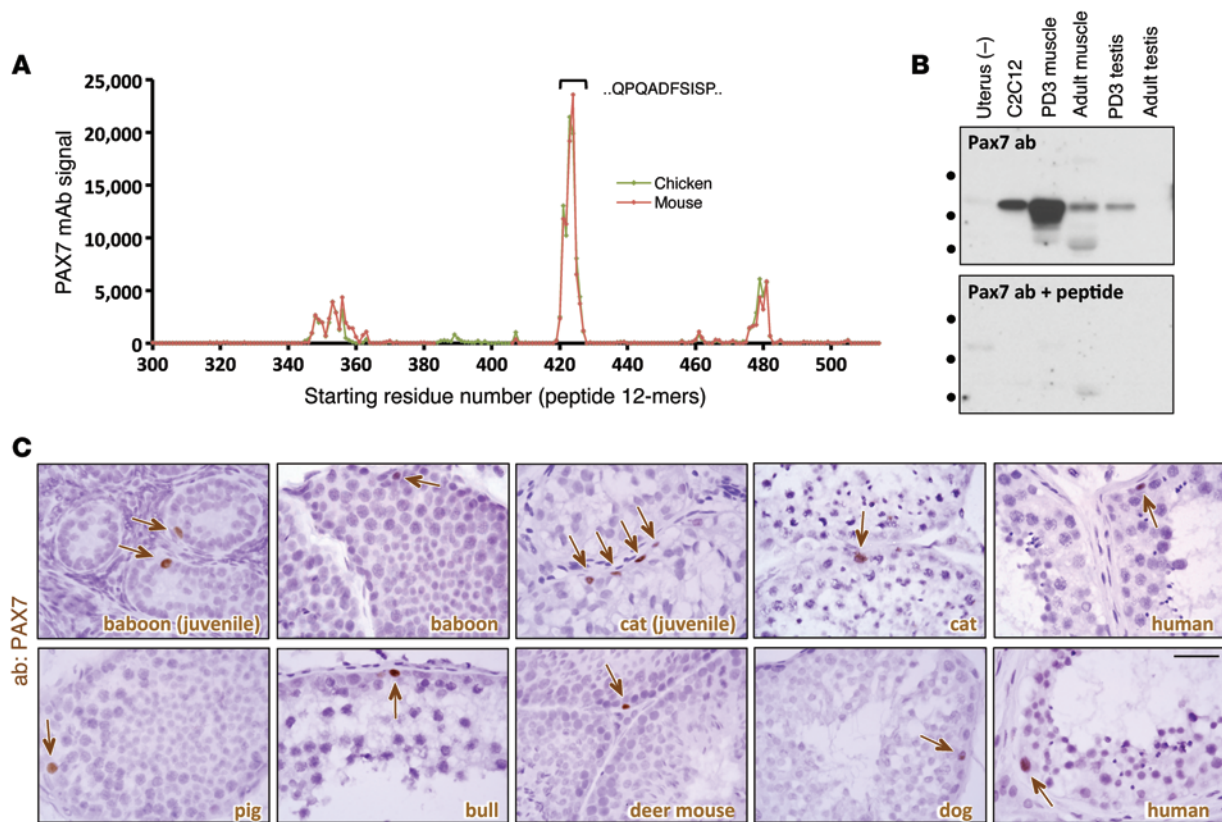 A
25,000
20,000
15,000
10,000
5,000
0
PAX7 mAb signal
..QPQADFSISP..
Chicken
Mouse
300 320 340 360 380 400 420 440 460 480 500
Starting residue number (peptide 12-mers)
B
Uterus (–)
C2C12
PD3 muscle
Adult muscle
PD3 testis
Adult testis
Pax7 ab
Pax7 ab + peptide
C
ab: PAX7
baboon (juvenile)
baboon
cat (juvenile)
cat
human
pig
bull
deer mouse
dog
human